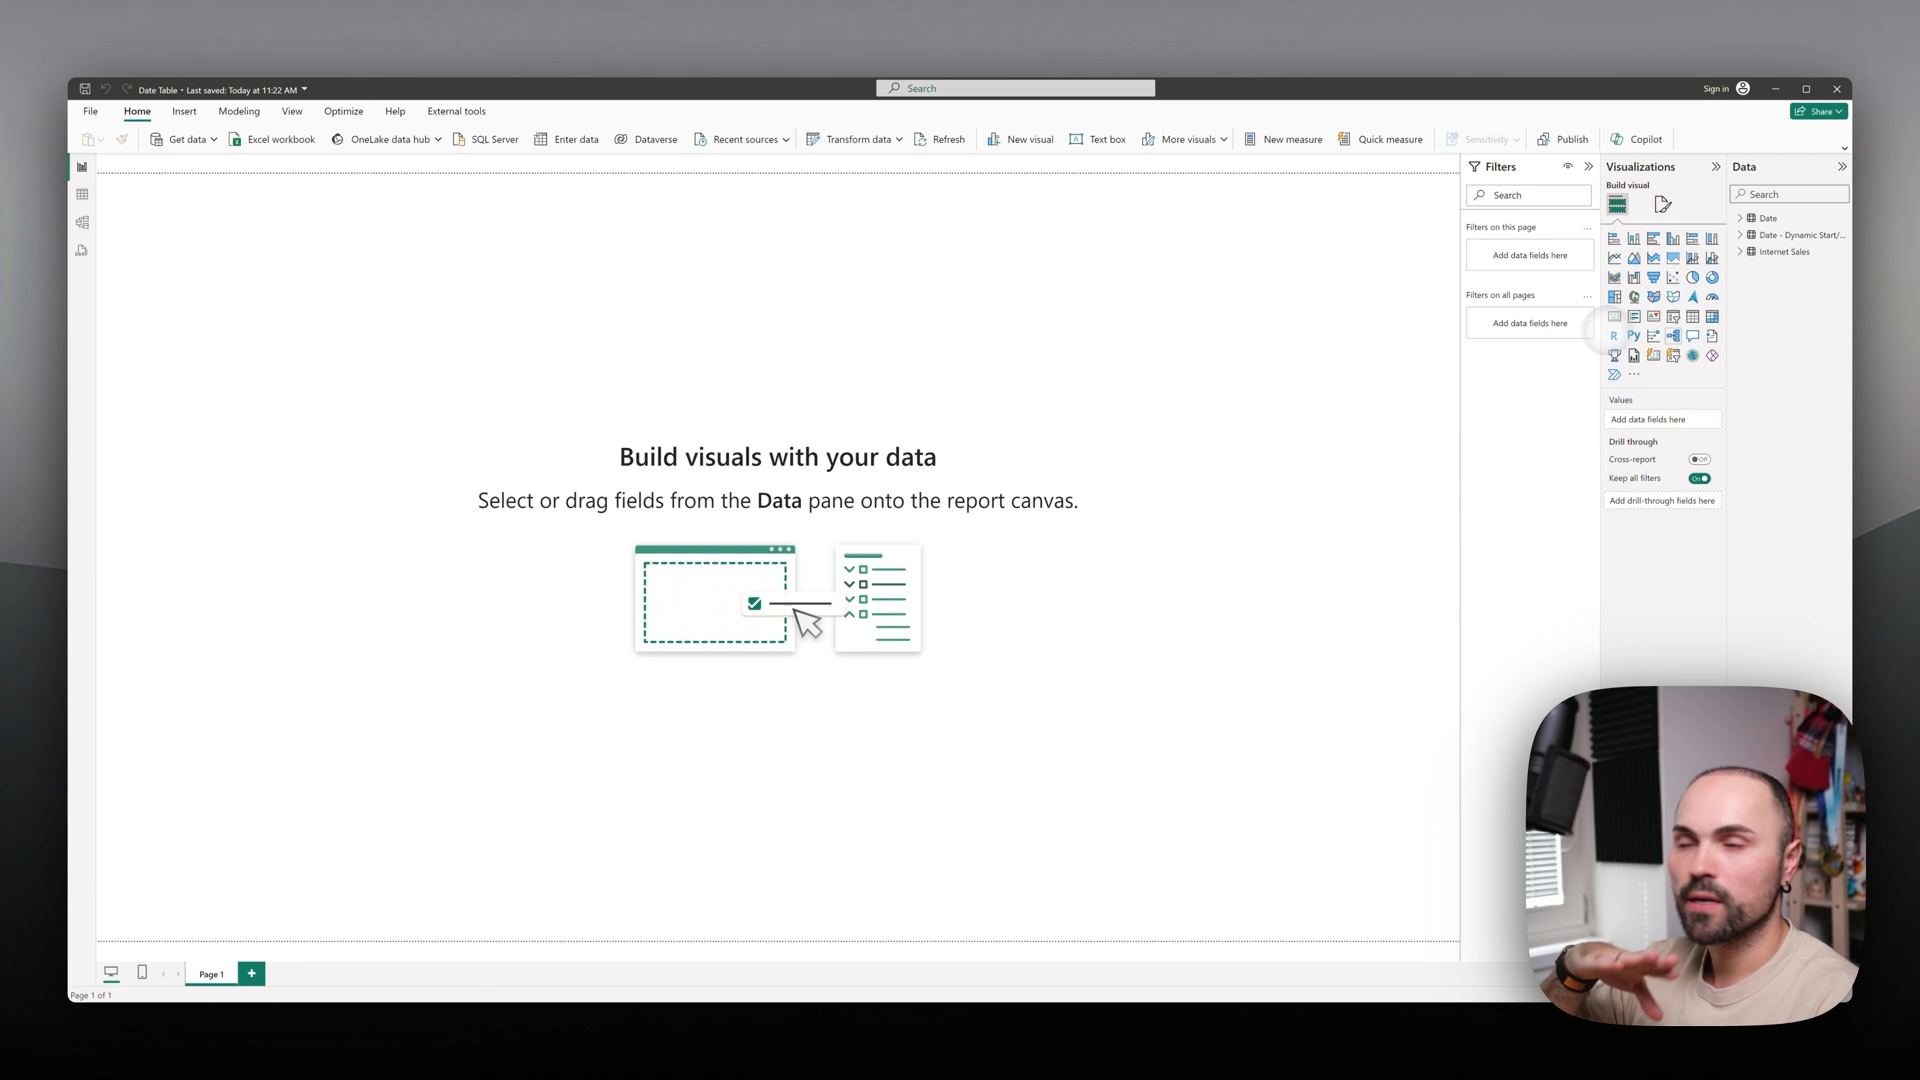 Date Table • Last saved: Today at 11:22 AM
Search
Sign in
File
Home
Insert
Modeling
View
Optimize
Help
External tools
Share
Get data
Excel workbook
OneLake data hub
SQL Server
Enter data
Dataverse
Recent sources
Transform data
Refresh
New visual
Text box
More visuals
New measure
Quick measure
Sensitivity
Publish
Copilot
Filters
Search
Filters on this page
...
Add data fields here
Filters on all pages
...
Add data fields here
Visualizations
Build visual
R
Py
...
Values
Add data fields here
Drill through
Cross-report
Off
Keep all filters
On
Add drill-through fields here
Data
Search
Date
Date - Dynamic Start/...
Internet Sales
Build visuals with your data
Select or drag fields from the Data pane onto the report canvas.
Page 1
+
Page 1 of 1